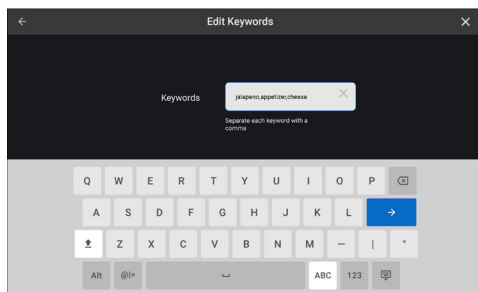 Edit Keywords
Keywords
jalapeno,appetizer,cheese
Separate each keyword with a
comma
Q W E R T Y U I O P
A S D F G H J K L
Z X C V B N M — | °
Alt @|> ABC 123